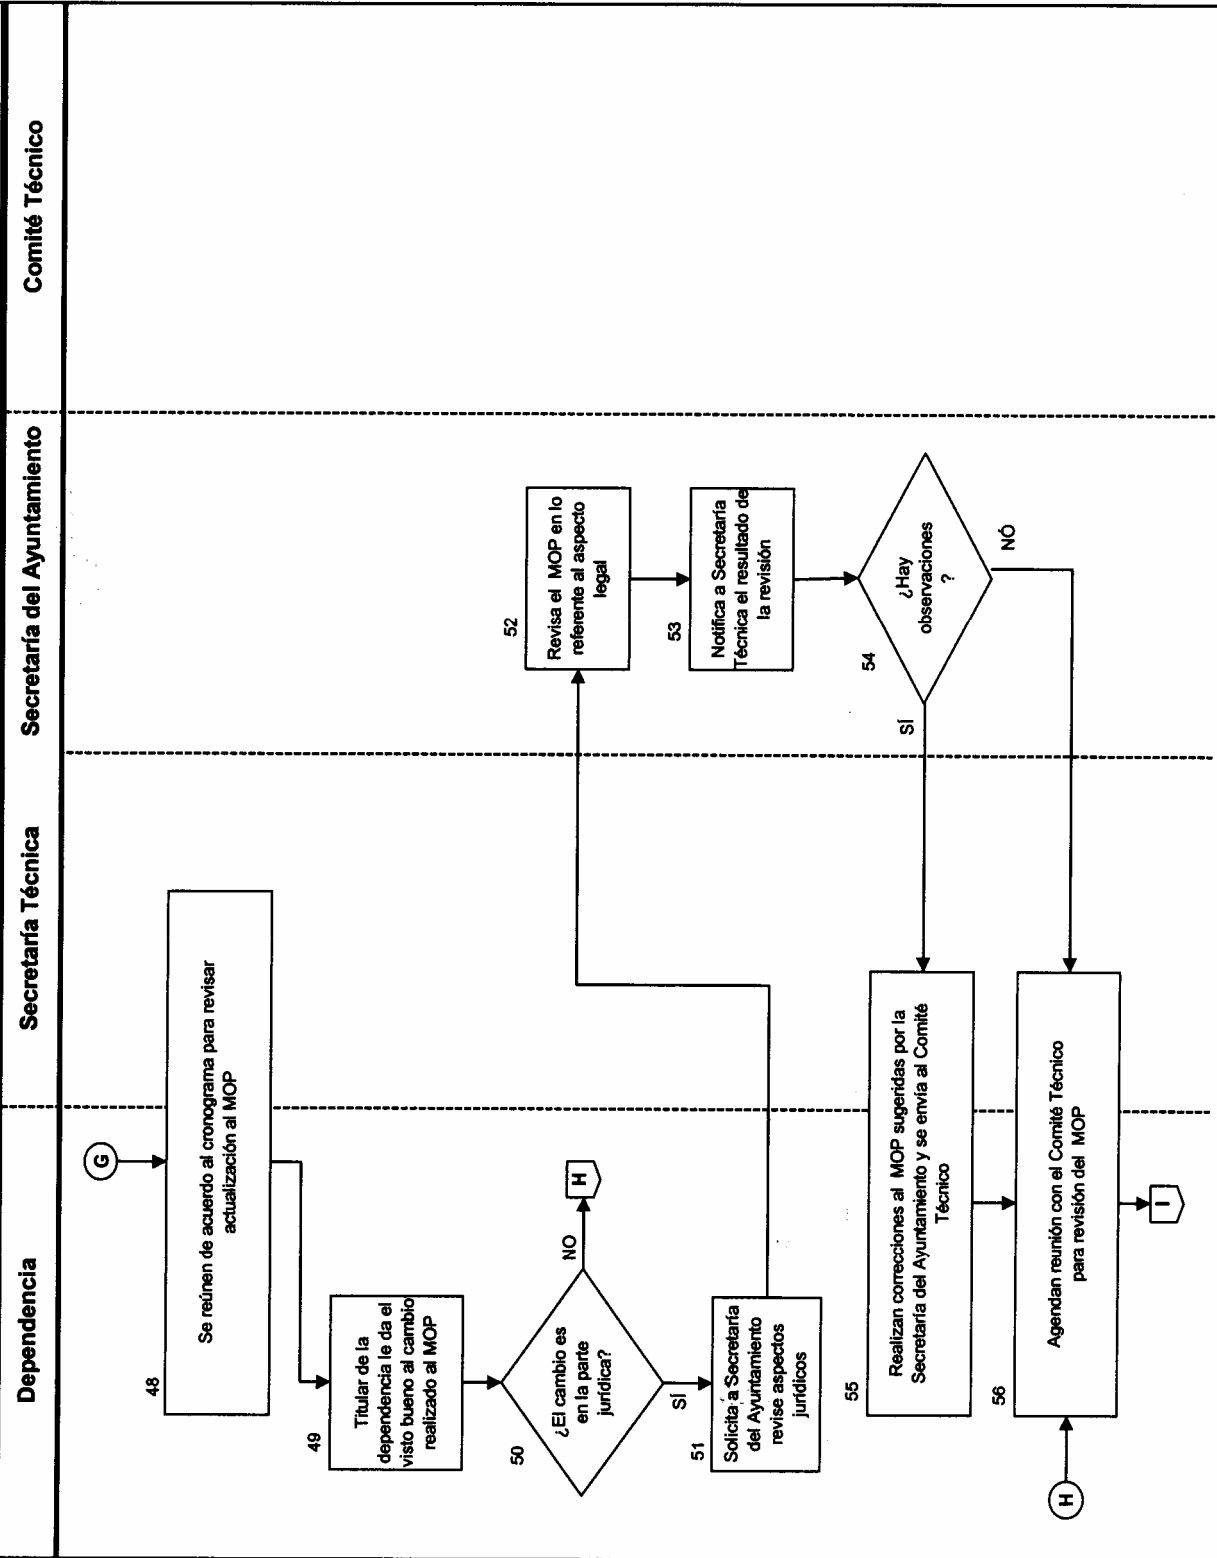 Dependencia
Secretaría Técnica
Secretaría del Ayuntamiento
Comité Técnico
G
48
Se reúnen de acuerdo al cronograma para revisar
actualización al MOP
49
Titular de la
dependencia le da el
visto bueno al cambio
realizado al MOP
50
¿El cambio es
en la parte
jurídica?
NO
H
SÍ
51
Solicita a Secretaría
del Ayuntamiento
revise aspectos
jurídicos
52
Revisa el MOP en lo
referente al aspecto
legal
53
Notifica a Secretaría
Técnica el resultado de
la revisión
54
¿Hay
observaciones
?
SÍ
NÓ
55
Realizan correcciones al MOP sugeridas por la
Secretaría del Ayuntamiento y se envía al Comité
Técnico
56
Agendan reunión con el Comité Técnico
para revisión del MOP
H
I